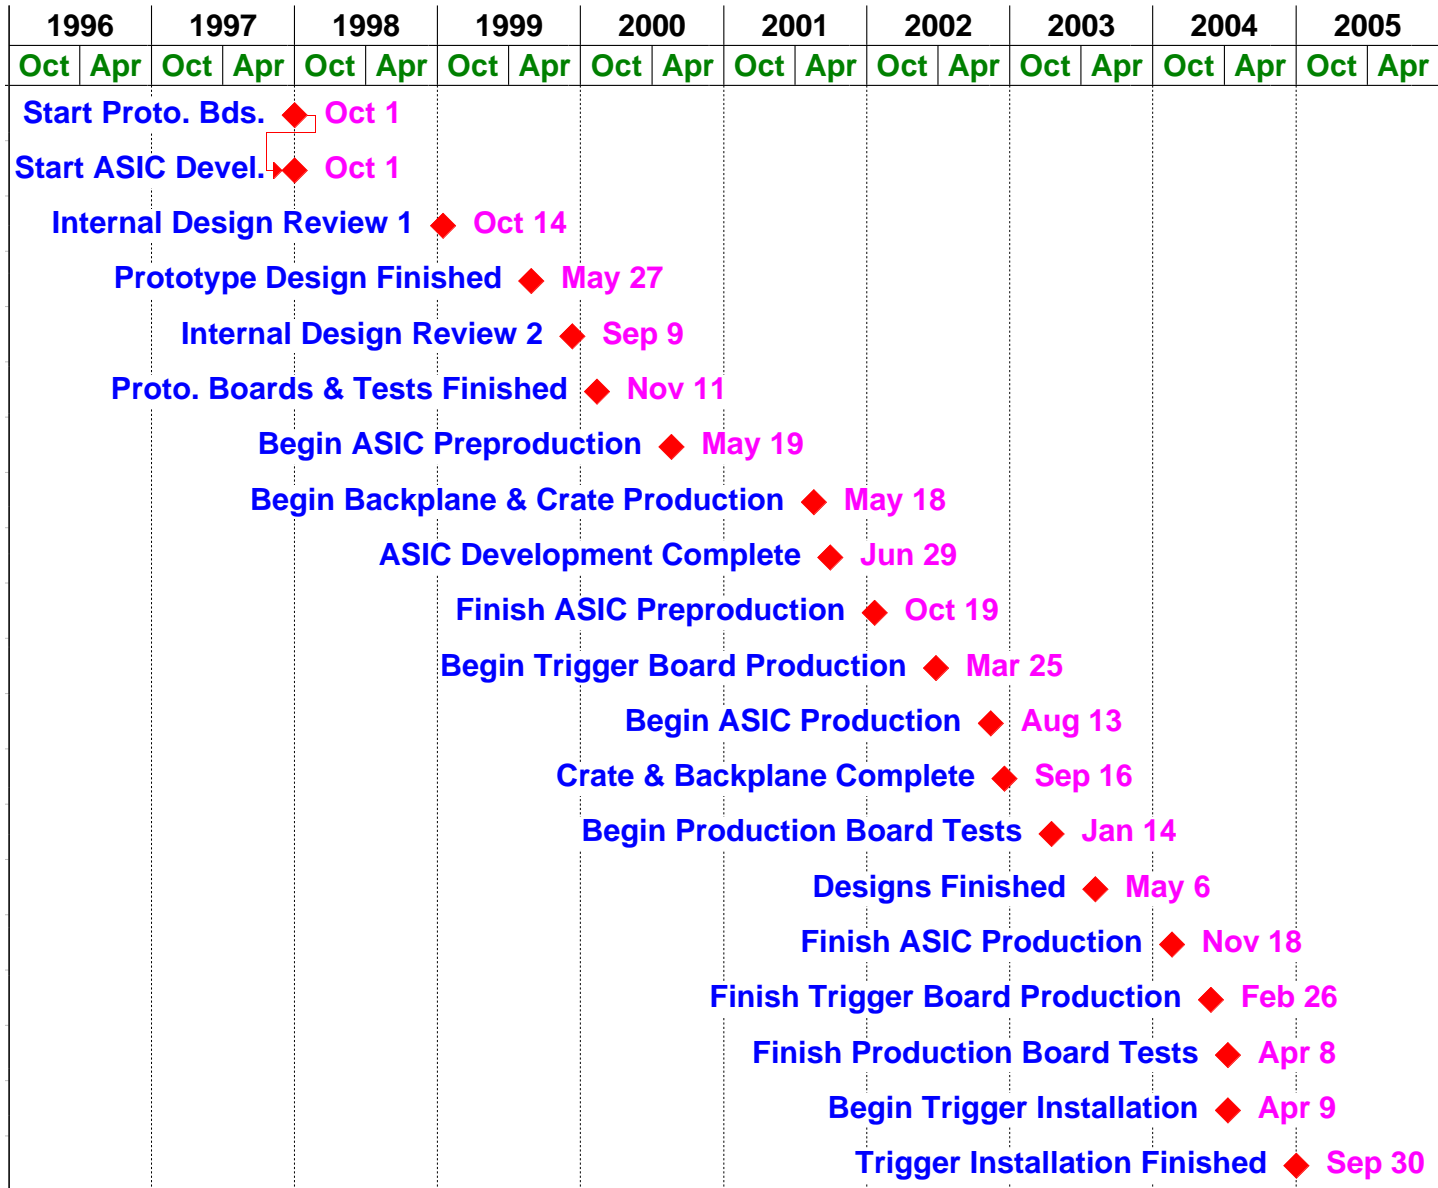 1996 1997 1998 1999 2000 2001 2002 2003 2004 2005
Oct Apr Oct Apr Oct Apr Oct Apr Oct Apr Oct Apr Oct Apr Oct Apr Oct Apr Oct Apr
Start Proto. Bds. Oct 1
Start ASIC Devel. Oct 1
Internal Design Review 1 Oct 14
Prototype Design Finished May 27
Internal Design Review 2 Sep 9
Proto. Boards & Tests Finished Nov 11
Begin ASIC Preproduction May 19
Begin Backplane & Crate Production May 18
ASIC Development Complete Jun 29
Finish ASIC Preproduction Oct 19
Begin Trigger Board Production Mar 25
Begin ASIC Production Aug 13
Crate & Backplane Complete Sep 16
Begin Production Board Tests Jan 14
Designs Finished May 6
Finish ASIC Production Nov 18
Finish Trigger Board Production Feb 26
Finish Production Board Tests Apr 8
Begin Trigger Installation Apr 9
Trigger Installation Finished Sep 30